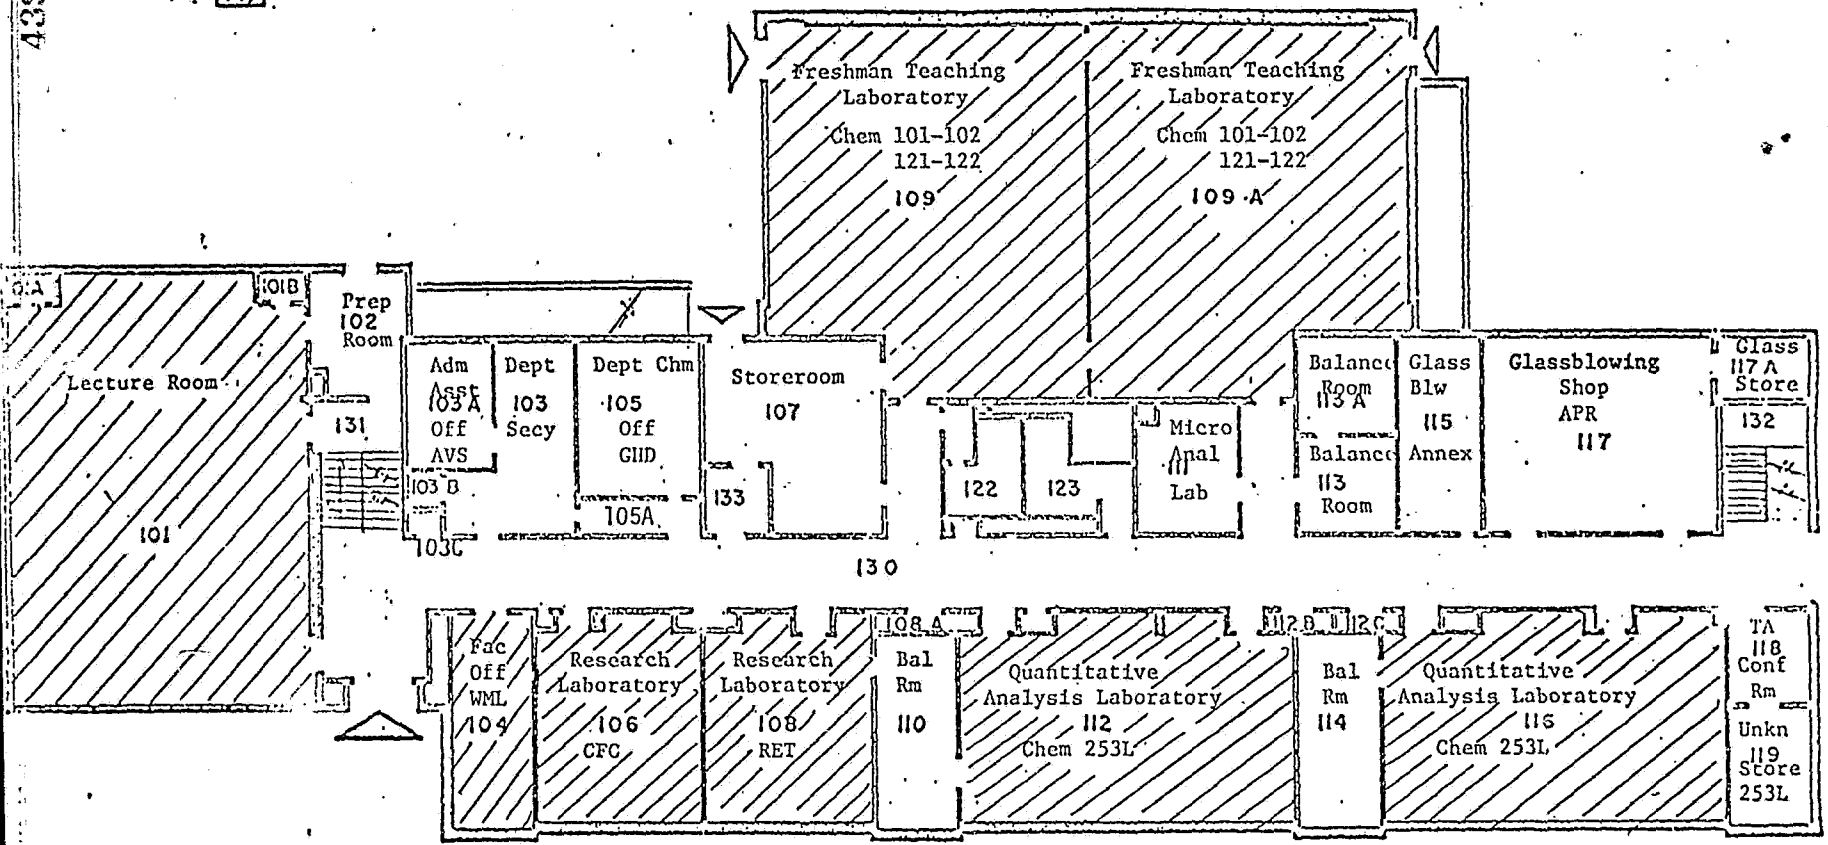 Freshman Teaching
Laboratory
Chem 101-102
121-122
109
Freshman Teaching
Laboratory
Chem 101-102
121-122
109 A
101B
Prep
102
Room
Lecture Room
101
131
Adm
Asst
103 A
Off
AVS
103 B
103C
Dept
103
Secy
Dept Chm
105
Off
GHD
105A
Storeroom
107
133
122
123
Micro
Anal
111
Lab
Balance
Room
113 A
Balance
113
Room
Glass
Blw
115
Annex
Glassblowing
Shop
APR
117
Glass
117 A
Store
132
130
Fac
Off
WML
104
Research
Laboratory
106
CFC
Research
Laboratory
108
RET
108 A
Bal
Rm
110
Quantitative
Analysis Laboratory
112
Chem 253L
112B
112C
Bal
Rm
114
Quantitative
Analysis Laboratory
116
Chem 253L
TA
118
Conf
Rm
Unkn
119
Store
253L